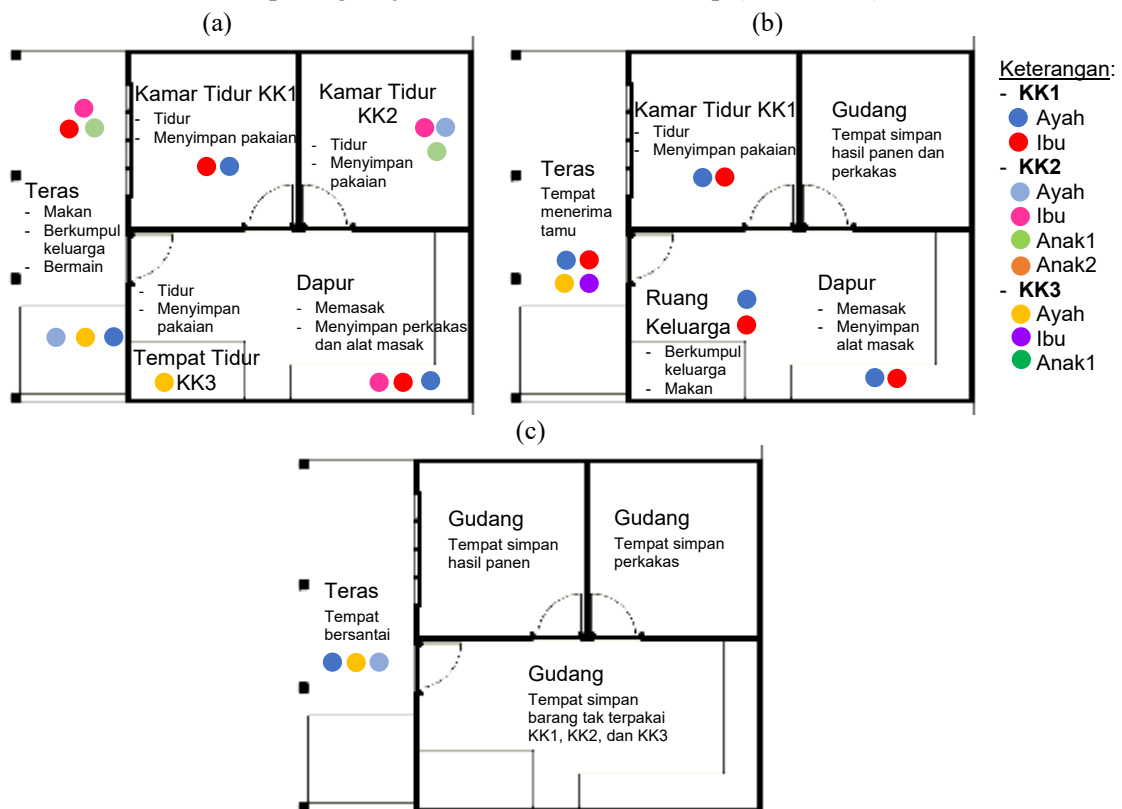 (a)
Kamar Tidur KK1
- Tidur
- Menyimpan pakaian
Kamar Tidur
KK2
- Tidur
- Menyimpan
pakaian
Teras
- Makan
- Berkumpul
keluarga
- Bermain
- Tidur
- Menyimpan
pakaian
Tempat Tidur
KK3
Dapur
- Memasak
- Menyimpan perkakas
dan alat masak
(b)
Kamar Tidur KK1
- Tidur
- Menyimpan pakaian
Gudang
Tempat simpan
hasil panen dan
perkakas
Teras
Tempat
menerima
tamu
Ruang
Keluarga
- Berkumpul
keluarga
- Makan
Dapur
- Memasak
- Menyimpan
alat masak
Keterangan:
- KK1
Ayah
Ibu
- KK2
Ayah
Ibu
Anak1
Anak2
- KK3
Ayah
Ibu
Anak1
(c)
Gudang
Tempat simpan
hasil panen
Gudang
Tempat simpan
perkakas
Teras
Tempat
bersantai
Gudang
Tempat simpan
barang tak terpakai
KK1, KK2, dan KK3